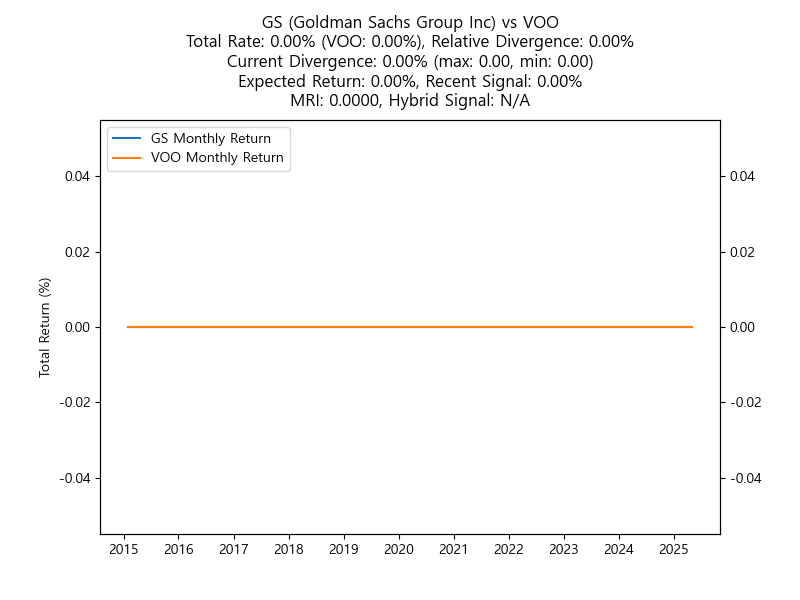 GS (Goldman Sachs Group Inc) vs VOO
Total Rate: 0.00% (VOO: 0.00%), Relative Divergence: 0.00%
Current Divergence: 0.00% (max: 0.00, min: 0.00)
Expected Return: 0.00%, Recent Signal: 0.00%
MRI: 0.0000, Hybrid Signal: N/A
GS Monthly Return
VOO Monthly Return
Total Return (%)
0.04
0.02
0.00
-0.02
-0.04
0.04
0.02
0.00
-0.02
-0.04
2015 2016 2017 2018 2019 2020 2021 2022 2023 2024 2025